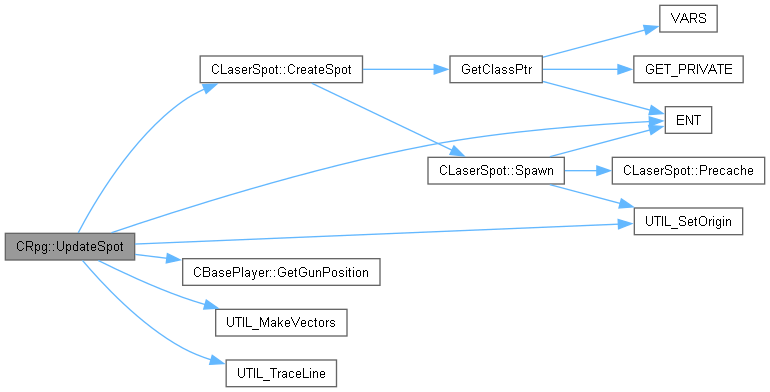 VARS
CLaserSpot::CreateSpot
GetClassPtr
GET_PRIVATE
ENT
CLaserSpot::Spawn
CLaserSpot::Precache
UTIL_SetOrigin
CRpg::UpdateSpot
CBasePlayer::GetGunPosition
UTIL_MakeVectors
UTIL_TraceLine